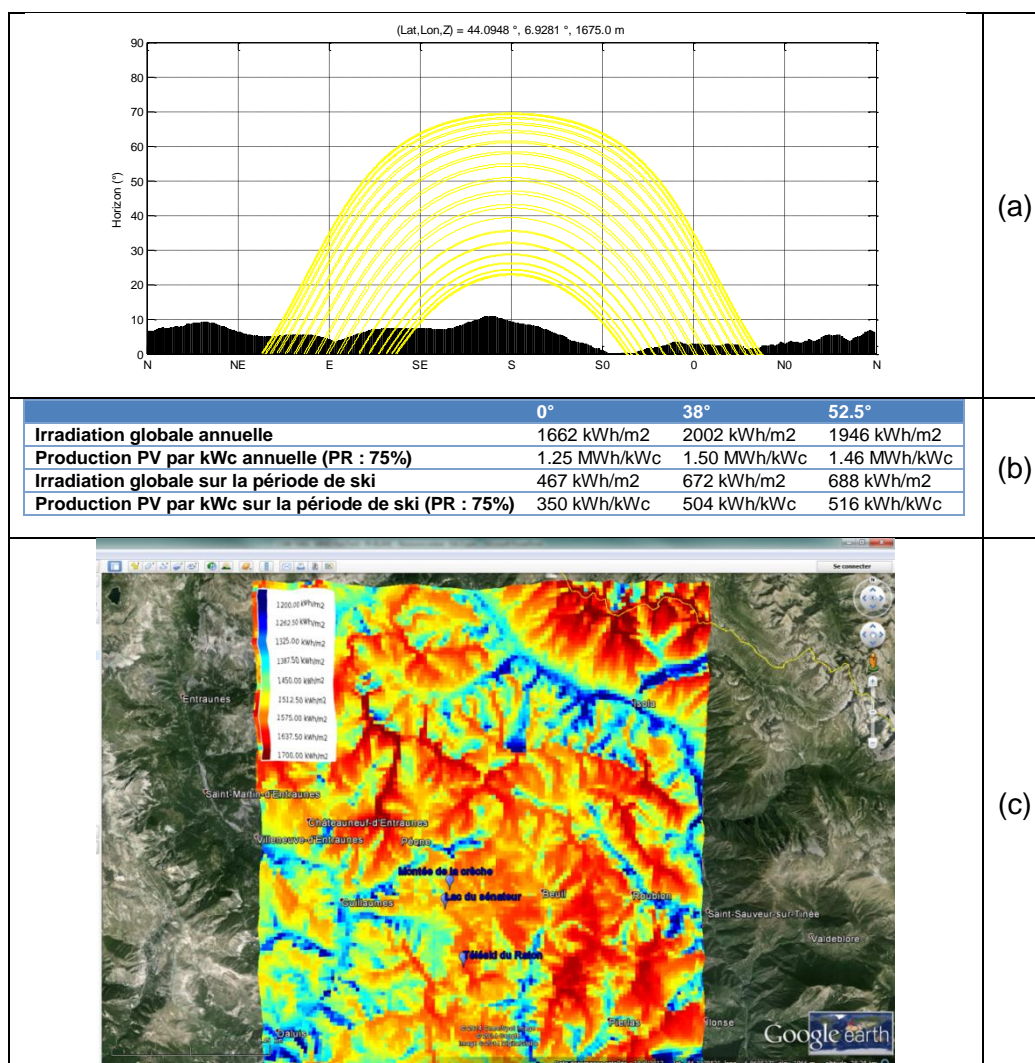 (Lat,Lon,Z) = 44.0948 °, 6.9281 °, 1675.0 m
90
80
70
60
50
40
30
20
10
0
Horizon (°)
N NE E SE S SO O NO N
(a)
0° 38° 52.5°
Irradiation globale annuelle 1662 kWh/m2 2002 kWh/m2 1946 kWh/m2
Production PV par kWc annuelle (PR : 75%) 1.25 MWh/kWc 1.50 MWh/kWc 1.46 MWh/kWc
Irradiation globale sur la période de ski 467 kWh/m2 672 kWh/m2 688 kWh/m2
Production PV par kWc sur la période de ski (PR : 75%) 350 kWh/kWc 504 kWh/kWc 516 kWh/kWc
(b)
Se connecter
1200.00 kWh/m2
1262.50 kWh/m2
1325.00 kWh/m2
1387.50 kWh/m2
1450.00 kWh/m2
1512.50 kWh/m2
1575.00 kWh/m2
1637.50 kWh/m2
1700.00 kWh/m2
Entraunes
Isola
Saint-Martin-d'Entraunes
Châteauneuf-d'Entraunes
Villeneuve-d'Entraunes
Péone
Montée de la crèche
Lac du sénateur
Beuil
Roubion
Guillaumes
Saint-Sauveur-sur-Tinée
Valdeblore
Téléski du Raton
Daluis
Pierlas
Ilonse
Google earth
(c)